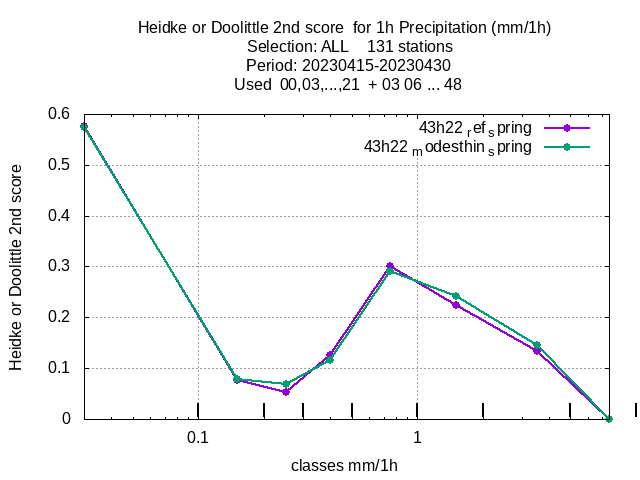 Heidke or Doolittle 2nd score  for 1h Precipitation (mm/1h)
Selection: ALL    131 stations
Period: 20230415-20230430
Used  00,03,...,21  + 03 06 ... 48
43h22 ref spring
43h22 modesthin spring
0.6
0.5
0.4
0.3
0.2
0.1
0
Heidke or Doolittle 2nd score
0.1
1
classes mm/1h